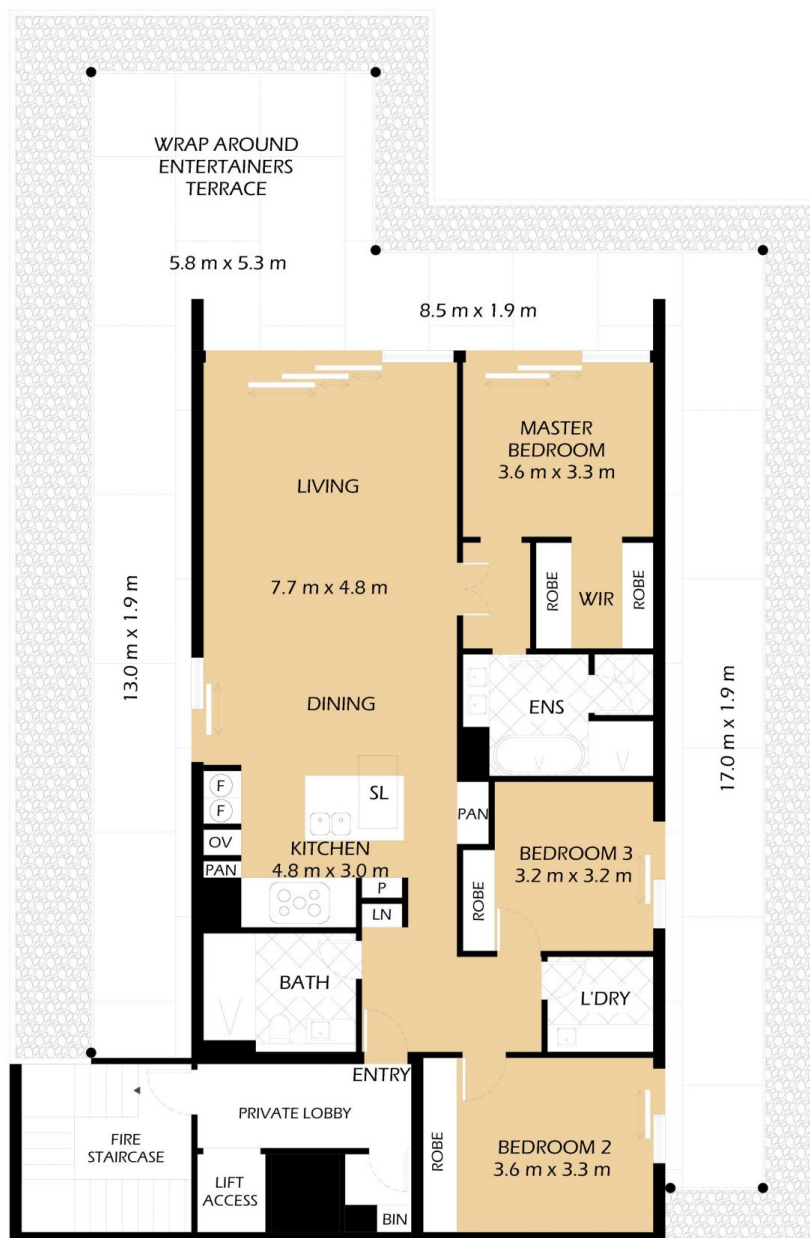 WRAP AROUND
ENTERTAINERS
TERRACE
5.8 m x 5.3 m
8.5 m x 1.9 m
MASTER
BEDROOM
3.6 m x 3.3 m
LIVING
7.7 m x 4.8 m
ROBE
WIR
ROBE
13.0 m x 1.9 m
DINING
ENS
17.0 m x 1.9 m
F
F
SL
OV
PAN
KITCHEN
4.8 m x 3.0 m
PAN
BEDROOM 3
3.2 m x 3.2 m
P
LN
ROBE
BATH
L'DRY
ENTRY
PRIVATE LOBBY
FIRE
STAIRCASE
LIFT
ACCESS
BIN
ROBE
BEDROOM 2
3.6 m x 3.3 m